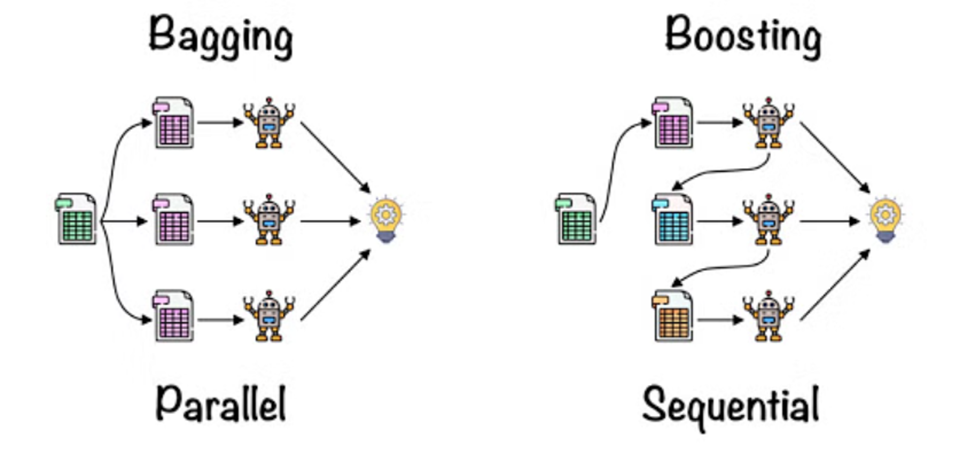 Bagging
Boosting
Parallel
Sequential